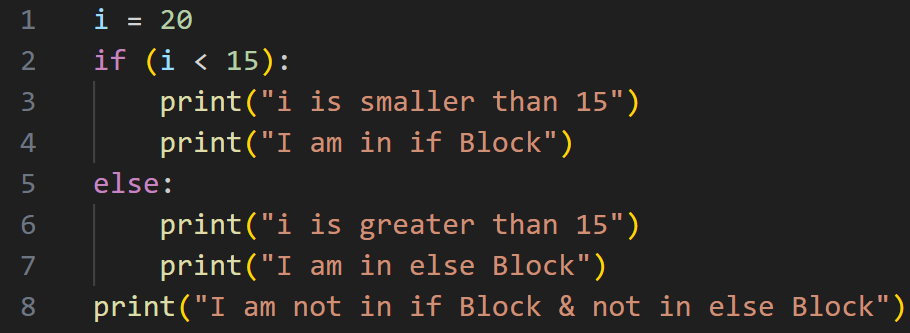 1 i = 20
2 if (i < 15):
3     print("i is smaller than 15")
4     print("I am in if Block")
5 else:
6     print("i is greater than 15")
7     print("I am in else Block")
8 print("I am not in if Block & not in else Block")